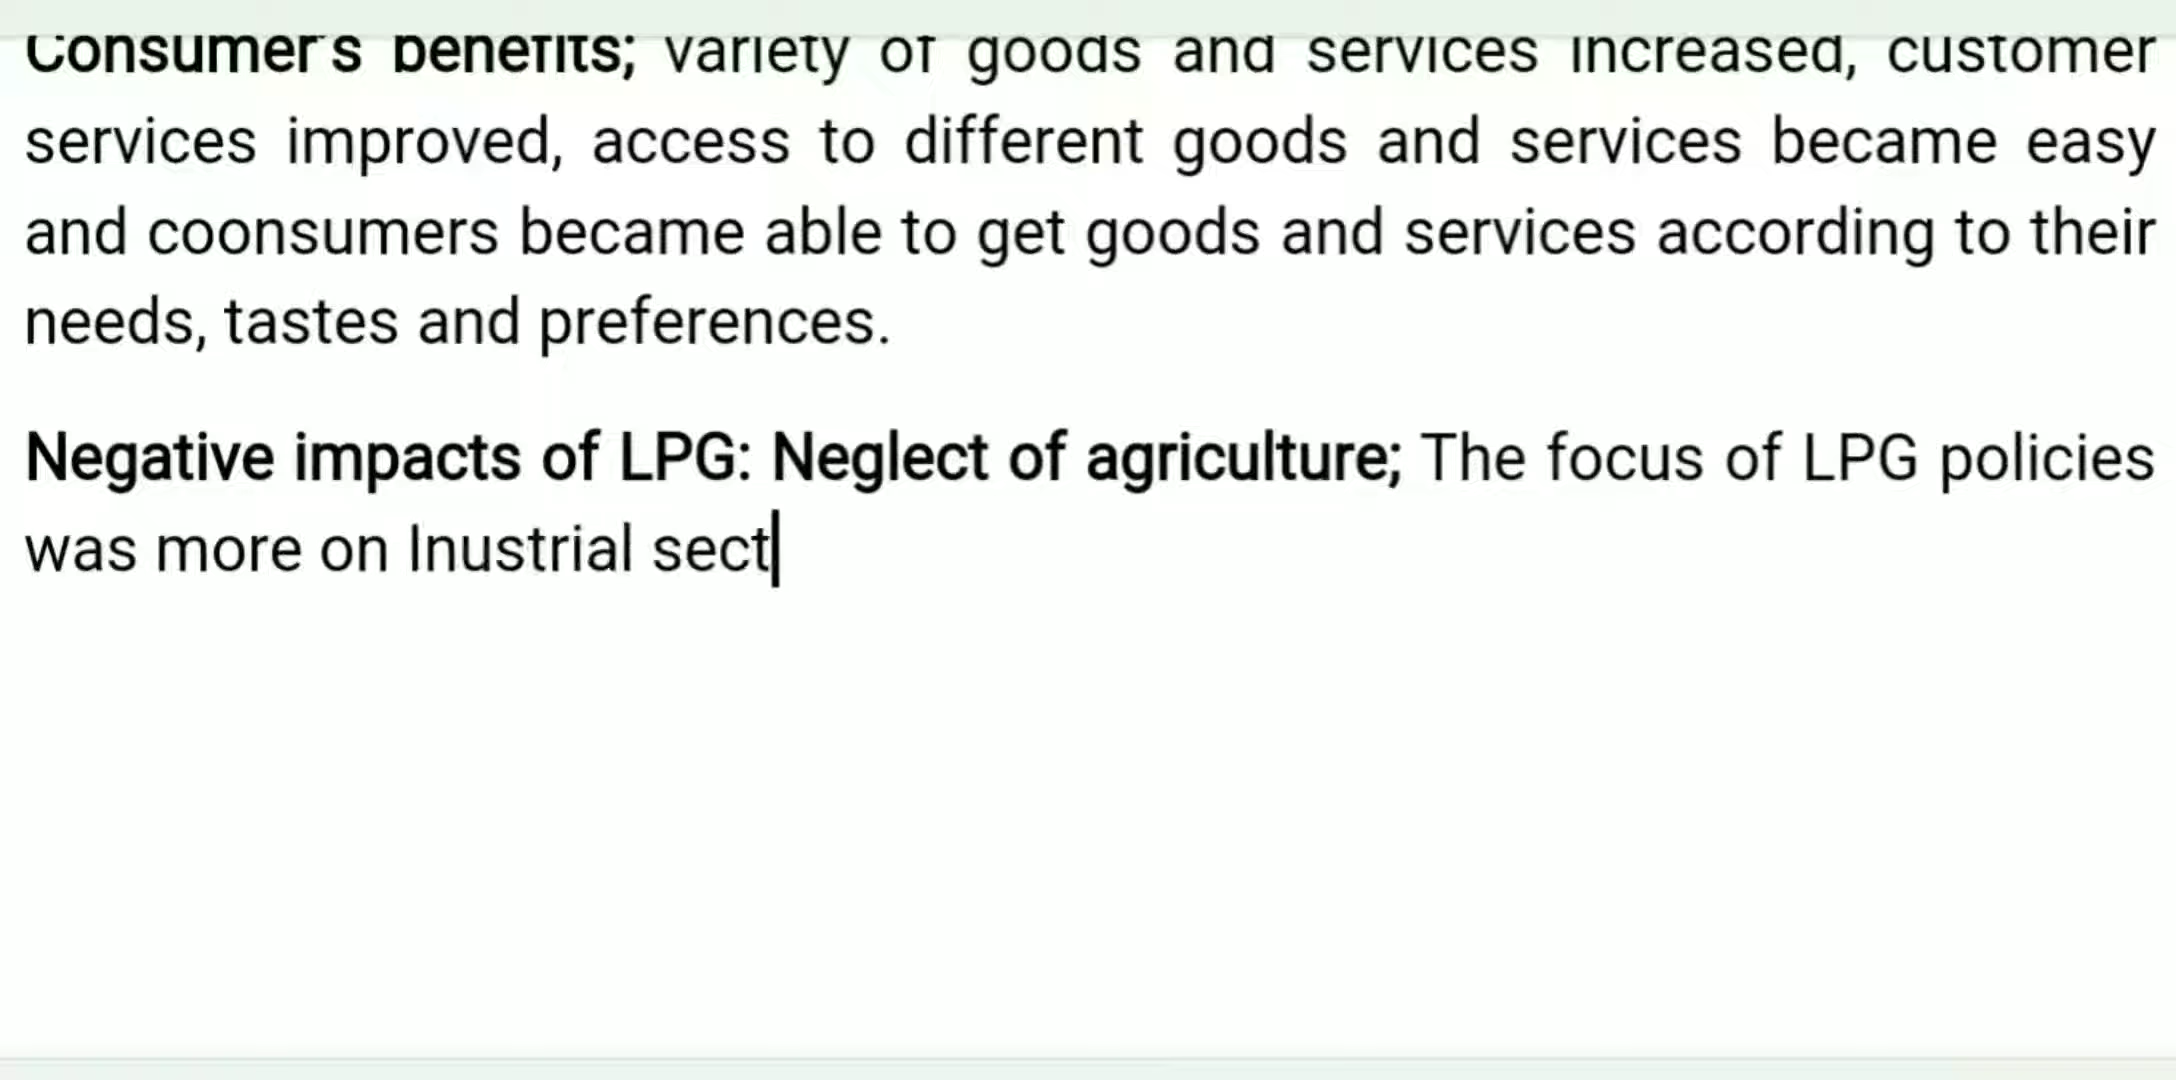 Consumer's benefits; variety of goods and services increased, customer
services improved, access to different goods and services became easy
and coonsumers became able to get goods and services according to their
needs, tastes and preferences.
Negative impacts of LPG: Neglect of agriculture; The focus of LPG policies
was more on Inustrial sect